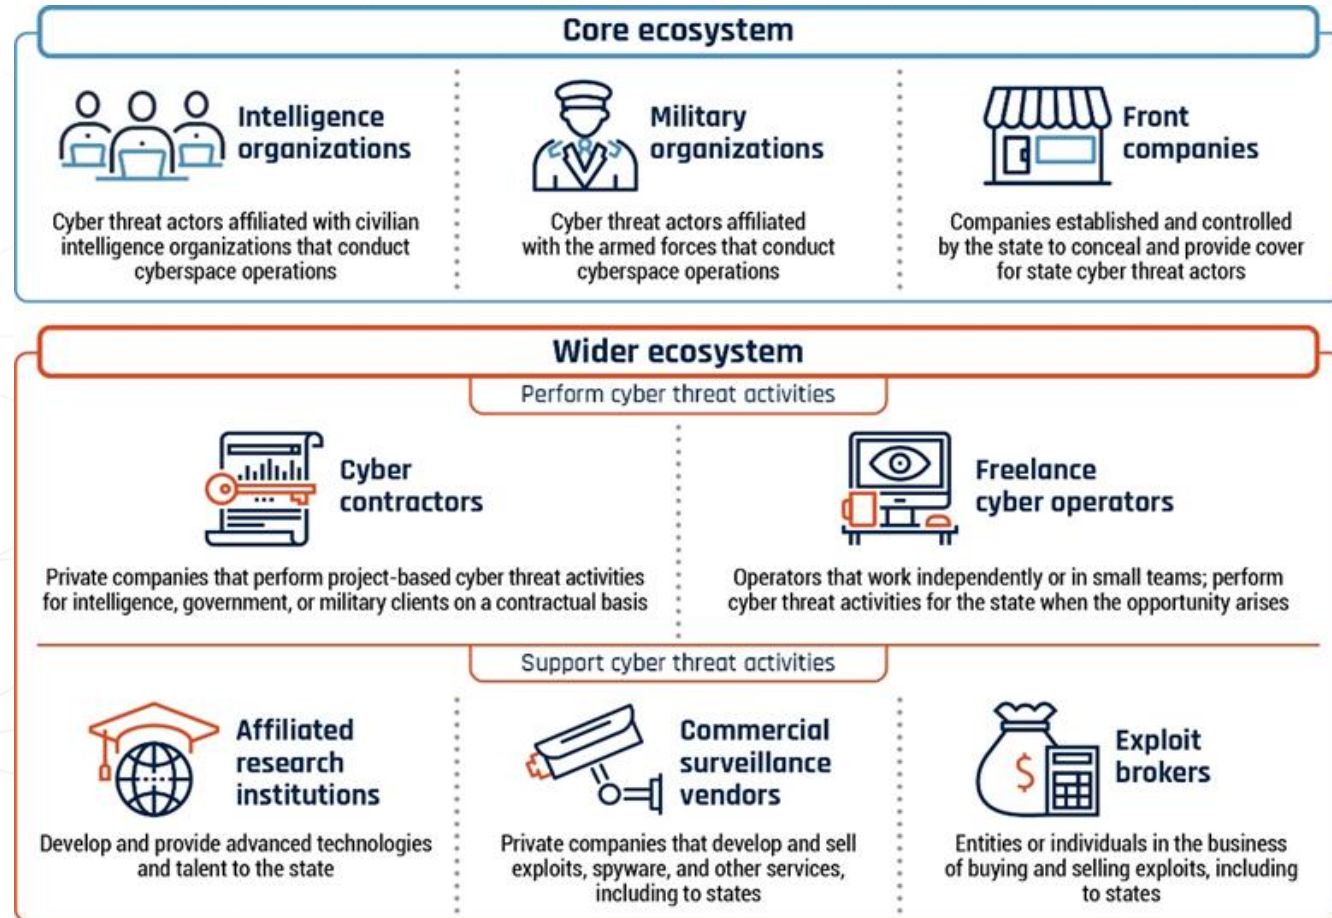 Core ecosystem
Intelligence
organizations
Cyber threat actors affiliated with civilian
intelligence organizations that conduct
cyberspace operations
Military
organizations
Cyber threat actors affiliated
with the armed forces that conduct
cyberspace operations
Front
companies
Companies established and controlled
by the state to conceal and provide cover
for state cyber threat actors
Wider ecosystem
Perform cyber threat activities
Cyber
contractors
Private companies that perform project-based cyber threat activities
for intelligence, government, or military clients on a contractual basis
Freelance
cyber operators
Operators that work independently or in small teams; perform
cyber threat activities for the state when the opportunity arises
Support cyber threat activities
Affiliated
research
institutions
Develop and provide advanced technologies
and talent to the state
Commercial
surveillance
vendors
Private companies that develop and sell
exploits, spyware, and other services,
including to states
$
Exploit
brokers
Entities or individuals in the business
of buying and selling exploits, including
to states